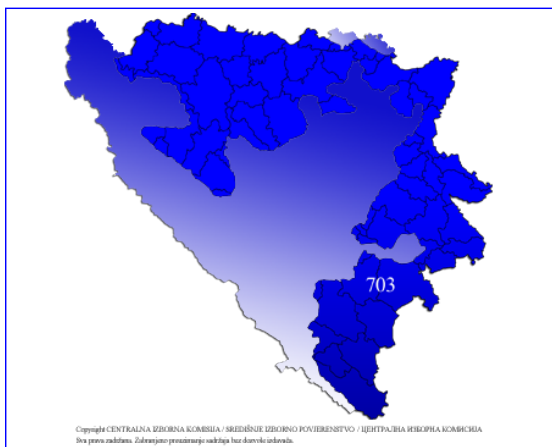 703
Copyright CENTRALNA IZBORNA KOMISIJA / SREDIŠNJE IZBORNO POVJERENSTVO / ЦЕНТРАЛНА ИЗБОРНА КОМИСИЈА
Sva prava zadržana. Zabranjeno preuzimanje sadržaja bez dozvole izdavača.